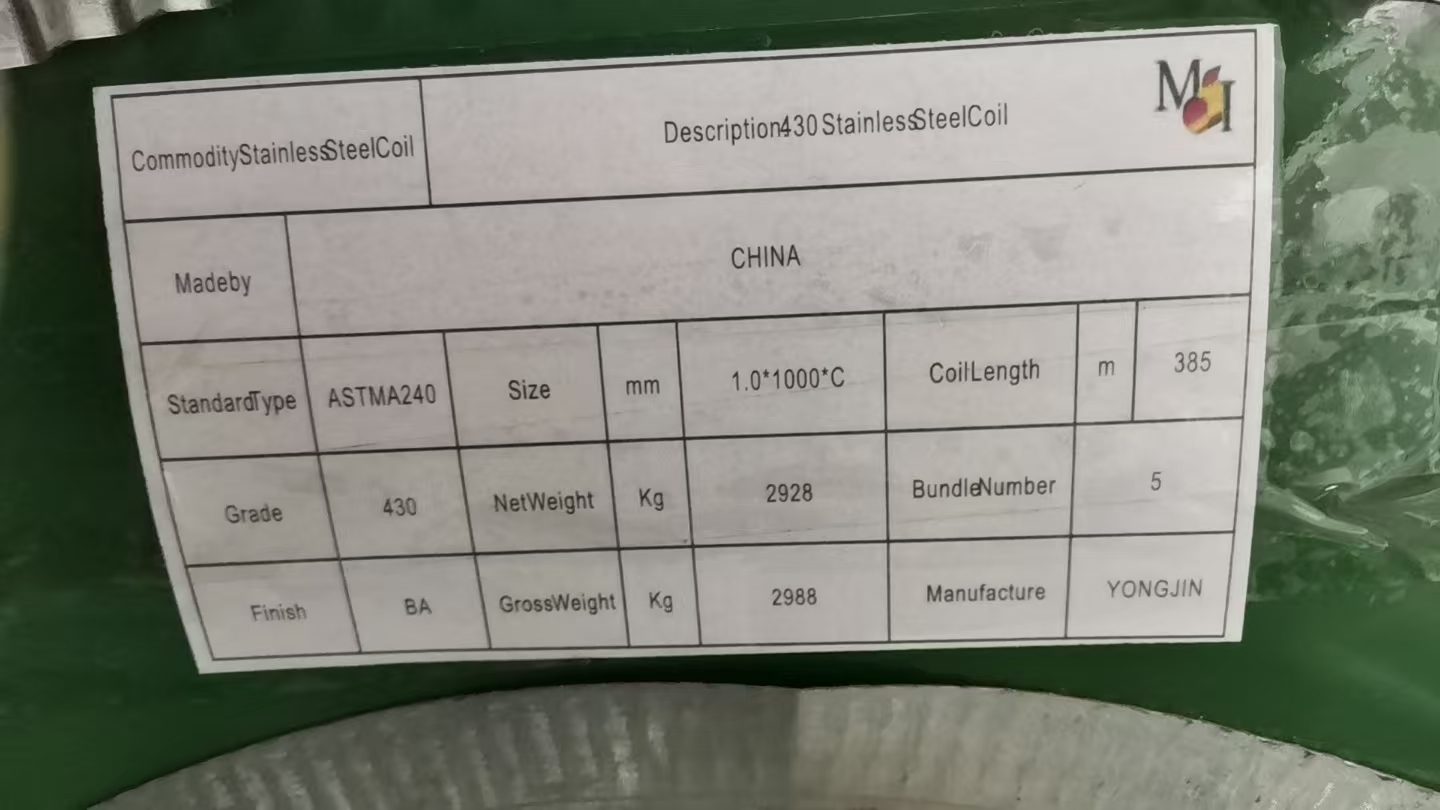 CommodityStainlessSteelCoil Description430 StainlessSteelCoil M I
Madeby CHINA
StandardType ASTMA240 Size mm 1.0*1000*C CoilLength m 385
Grade 430 NetWeight Kg 2928 BundleNumber 5
Finish BA GrossWeight Kg 2988 Manufacture YONGJIN